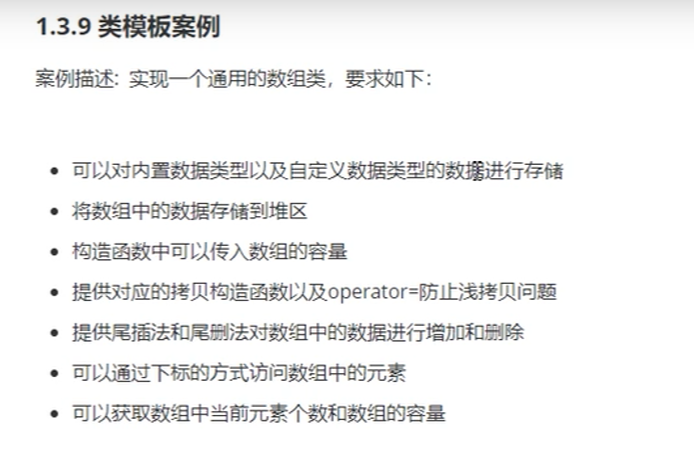 1.3.9 类模板案例
案例描述: 实现一个通用的数组类，要求如下：
• 可以对内置数据类型以及自定义数据类型的数据进行存储
• 将数组中的数据存储到堆区
• 构造函数中可以传入数组的容量
• 提供对应的拷贝构造函数以及operator=防止浅拷贝问题
• 提供尾插法和尾删法对数组中的数据进行增加和删除
• 可以通过下标的方式访问数组中的元素
• 可以获取数组中当前元素个数和数组的容量